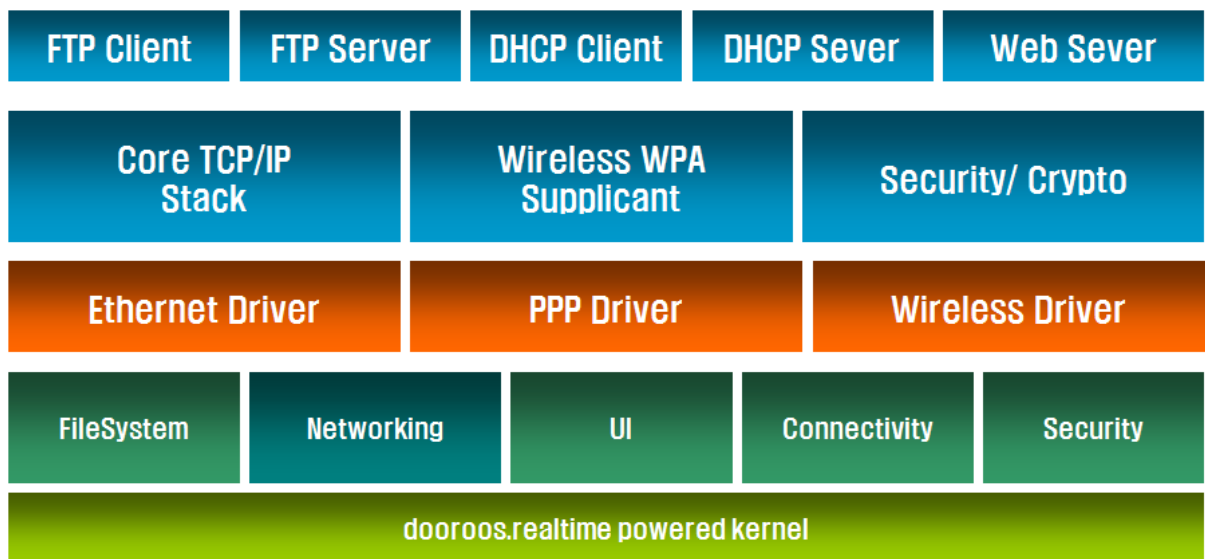 FTP Client
FTP Server
DHCP Client
DHCP Sever
Web Sever
Core TCP/IP
Stack
Wireless WPA
Supplicant
Security/ Crypto
Ethernet Driver
PPP Driver
Wireless Driver
FileSystem
Networking
UI
Connectivity
Security
dooroos.realtime powered kernel